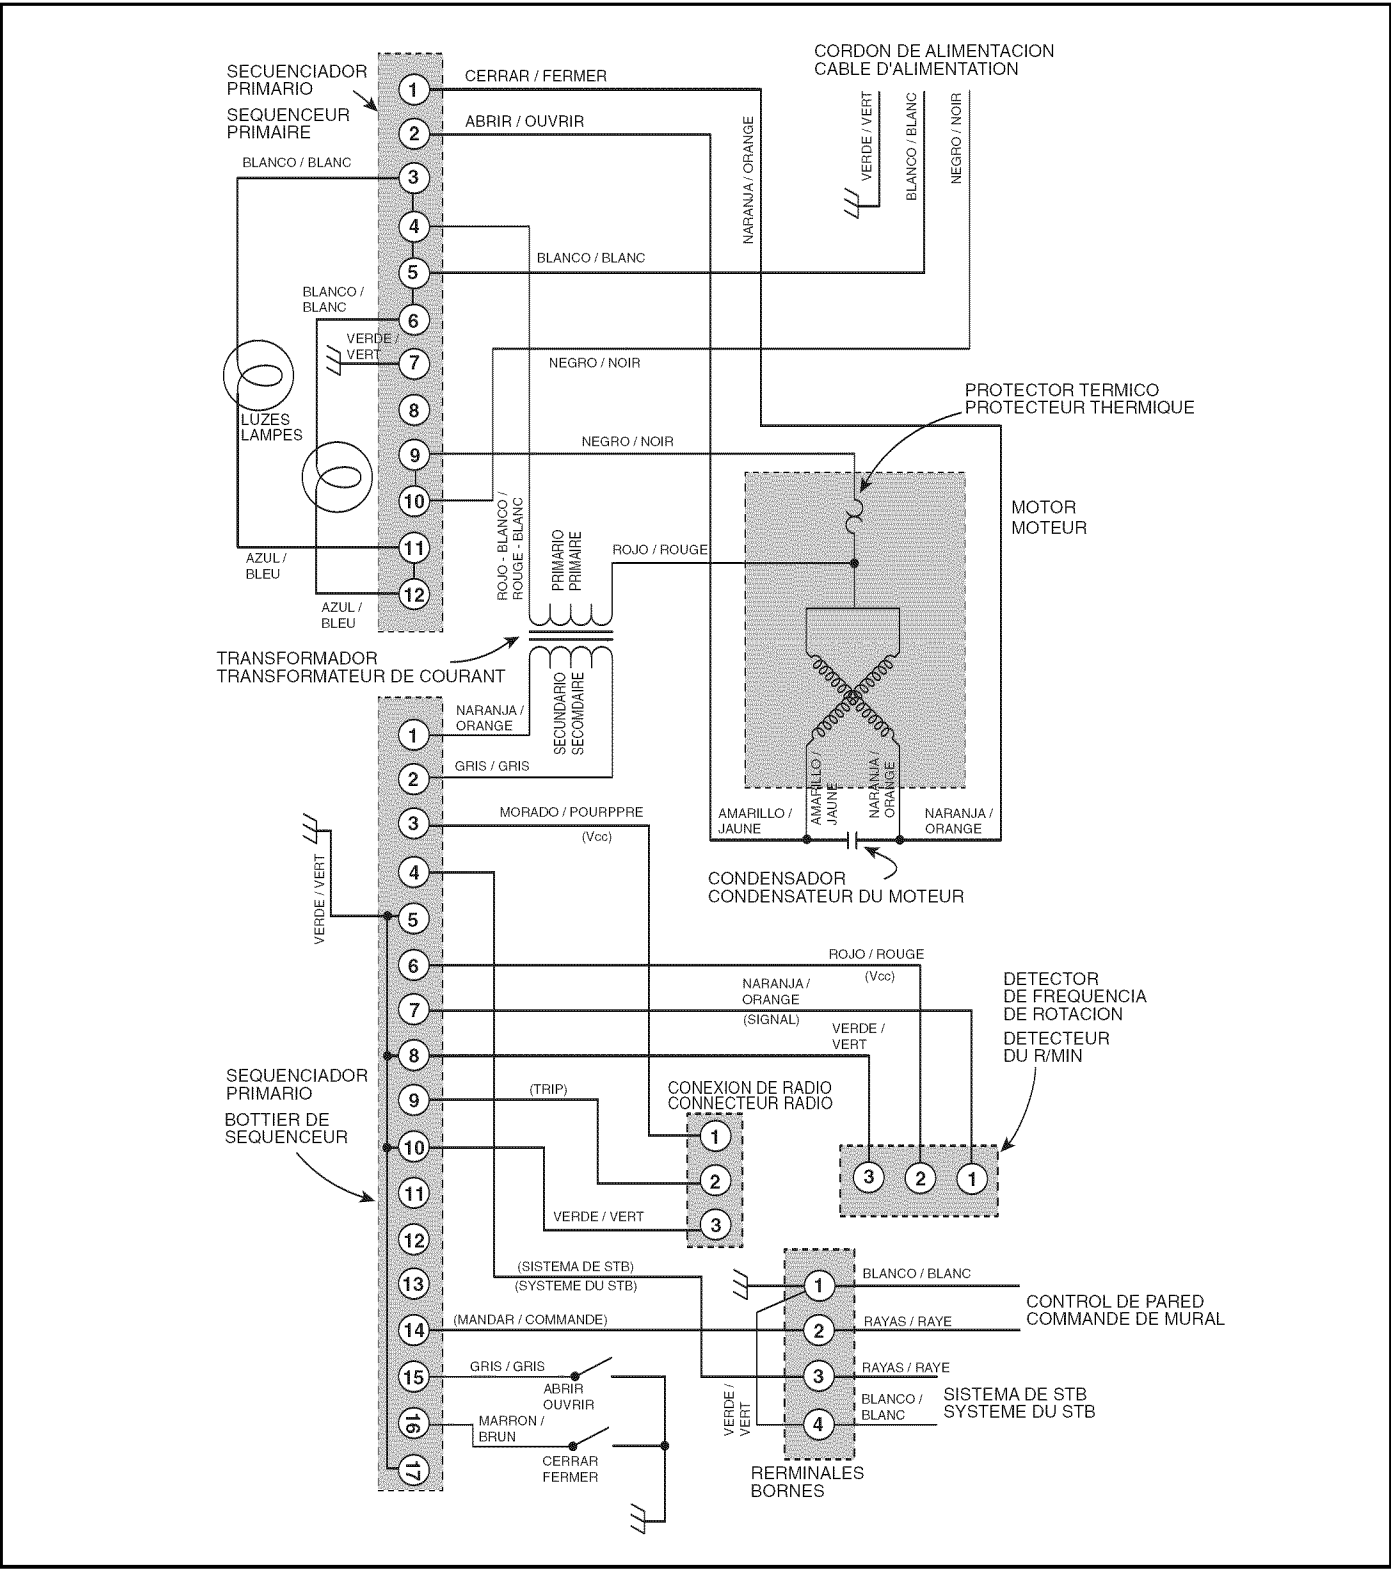 SECUENCIADOR
PRIMARIO
SEQUENCEUR
PRIMAIRE
CORDON DE ALIMENTACION
CABLE D'ALIMENTATION
1
CERRAR / FERMER
2
ABRIR / OUVRIR
BLANCO / BLANC
3
NARANJA / ORANGE
VERDE / VERT
BLANCO / BLANC
NEGRO / NOIR
4
5
BLANCO / BLANC
BLANCO /
BLANC
6
VERDE /
VERT
7
NEGRO / NOIR
LUZES
LAMPES
8
PROTECTOR TERMICO
PROTECTEUR THERMIQUE
9
NEGRO / NOIR
10
MOTOR
MOTEUR
ROJO - BLANCO /
ROUGE - BLANC
PRIMARIO
PRIMAIRE
ROJO / ROUGE
11
AZUL /
BLEU
12
AZUL /
BLEU
TRANSFORMADOR
TRANSFORMATEUR DE COURANT
SECUNDARIO
SECOMDAIRE
1
NARANJA /
ORANGE
2
GRIS / GRIS
AMARILLO /
JAUNE
NARANJA /
ORANGE
3
MORADO / POURPPRE
(Vcc)
AMARILLO /
JAUNE
NARANJA /
ORANGE
4
CONDENSADOR
CONDENSATEUR DU MOTEUR
VERDE / VERT
5
6
ROJO / ROUGE
(Vcc)
7
NARANJA /
ORANGE
(SIGNAL)
DETECTOR
DE FREQUENCIA
DE ROTACION
DETECTEUR
DU R/MIN
8
VERDE /
VERT
SEQUENCIADOR
PRIMARIO
BOTTIER DE
SEQUENCEUR
9
(TRIP)
CONEXION DE RADIO
CONNECTEUR RADIO
1
2
3
10
VERDE / VERT
3
2
1
11
12
(SISTEMA DE STB)
(SYSTEME DU STB)
13
14
(MANDAR / COMMANDE)
1
BLANCO / BLANC
CONTROL DE PARED
COMMANDE DE MURAL
2
RAYAS / RAYE
3
RAYAS / RAYE
SISTEMA DE STB
SYSTEME DU STB
4
BLANCO /
BLANC
VERDE /
VERT
RERMINALES
BORNES
15
GRIS / GRIS
ABRIR
OUVRIR
16
MARRON /
BRUN
CERRAR
FERMER
17